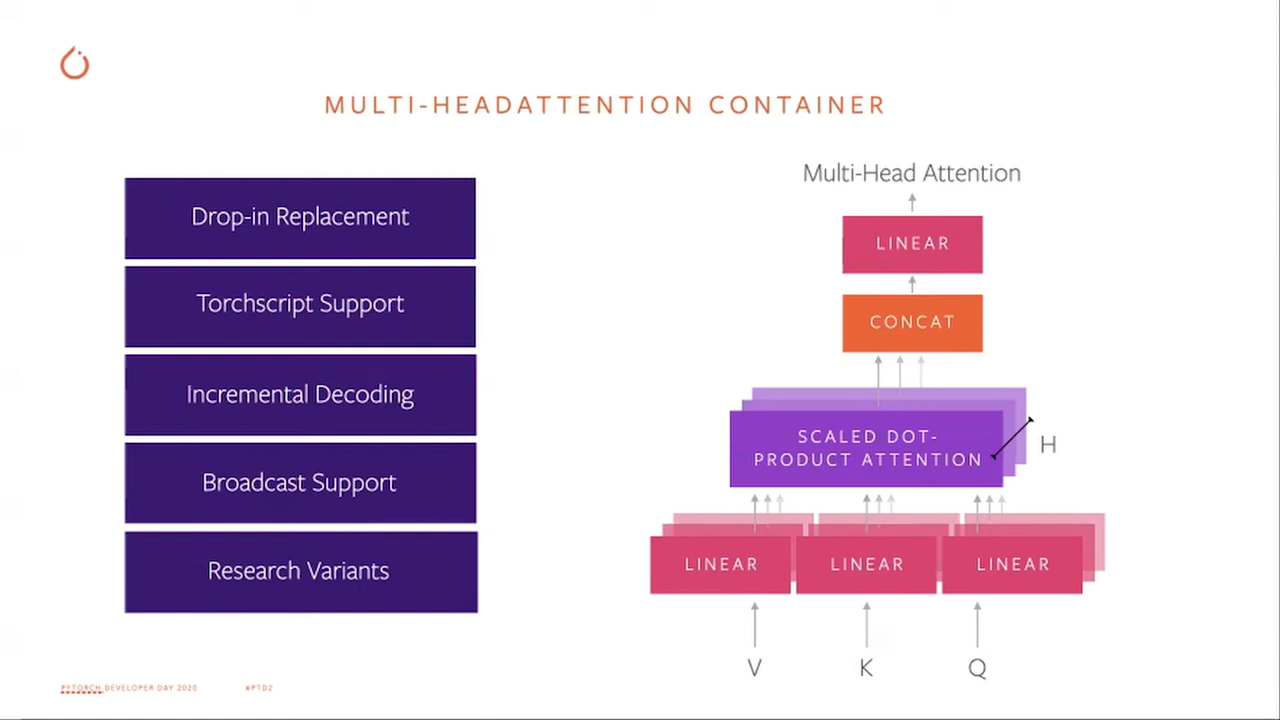 MULTI-HEADATTENTION CONTAINER
Drop-in Replacement
Torchscript Support
Incremental Decoding
Broadcast Support
Research Variants
Multi-Head Attention
LINEAR
CONCAT
SCALED DOT-
PRODUCT ATTENTION
H
LINEAR LINEAR LINEAR
V K Q
PYTORCH DEVELOPER DAY 2020 #PTD2